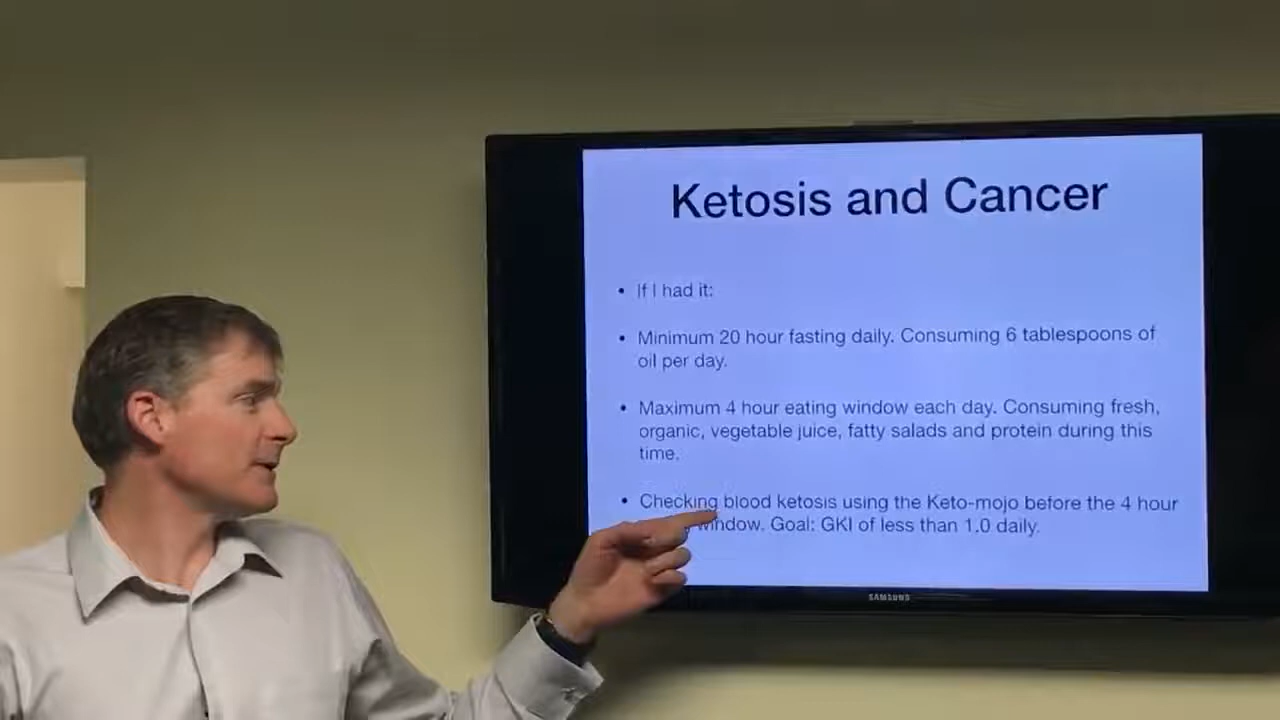 Ketosis and Cancer
• If I had it:
• Minimum 20 hour fasting daily. Consuming 6 tablespoons of
oil per day.
• Maximum 4 hour eating window each day. Consuming fresh,
organic, vegetable juice, fatty salads and protein during this
time.
• Checking blood ketosis using the Keto-mojo before the 4 hour
window. Goal: GKI of less than 1.0 daily.
SAMSUNG